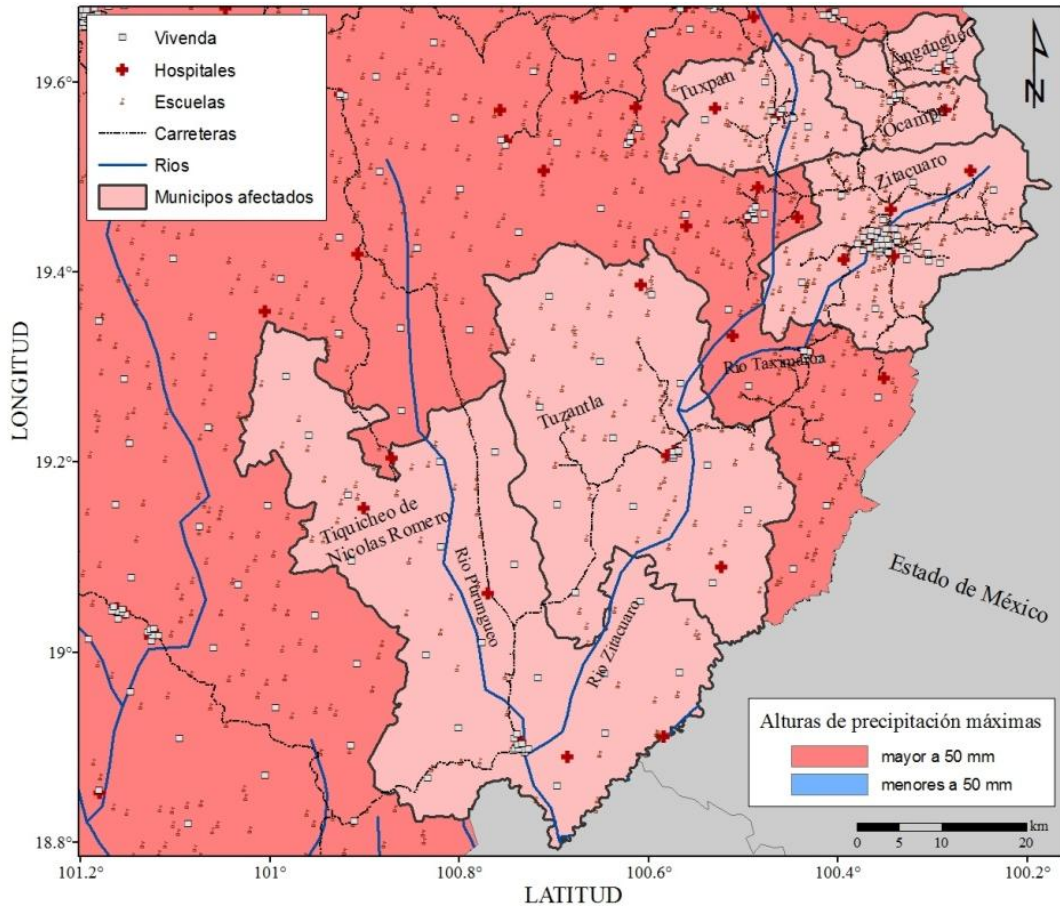 Vivenda
Hospitales
Escuelas
Carreteras
Rios
Municipos afectados
N
Angangueo
Tuxpan
Ocampo
Zitacuaro
Rio Taximaroa
Tuzantla
Tiquicheo de
Nicolas Romero
Rio Purungueo
Rio Zitacuaro
Estado de México
Alturas de precipitación máximas
mayor a 50 mm
menores a 50 mm
km
0 5 10 20
LONGITUD
19.6°
19.4°
19.2°
19°
18.8°
101.2° 101° 100.8° 100.6° 100.4° 100.2°
LATITUD